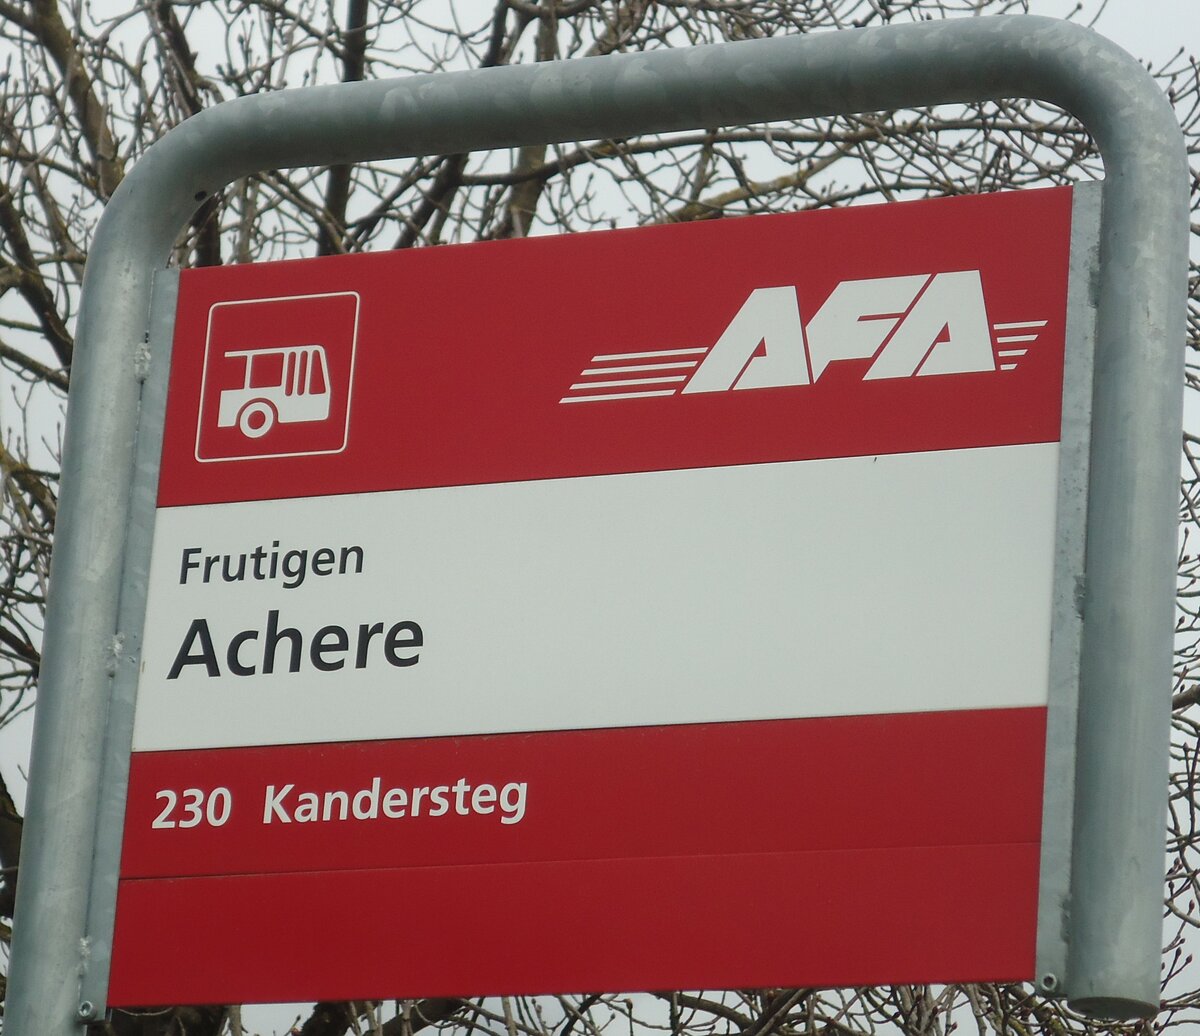 AFA
Frutigen
Achere
230 Kandersteg